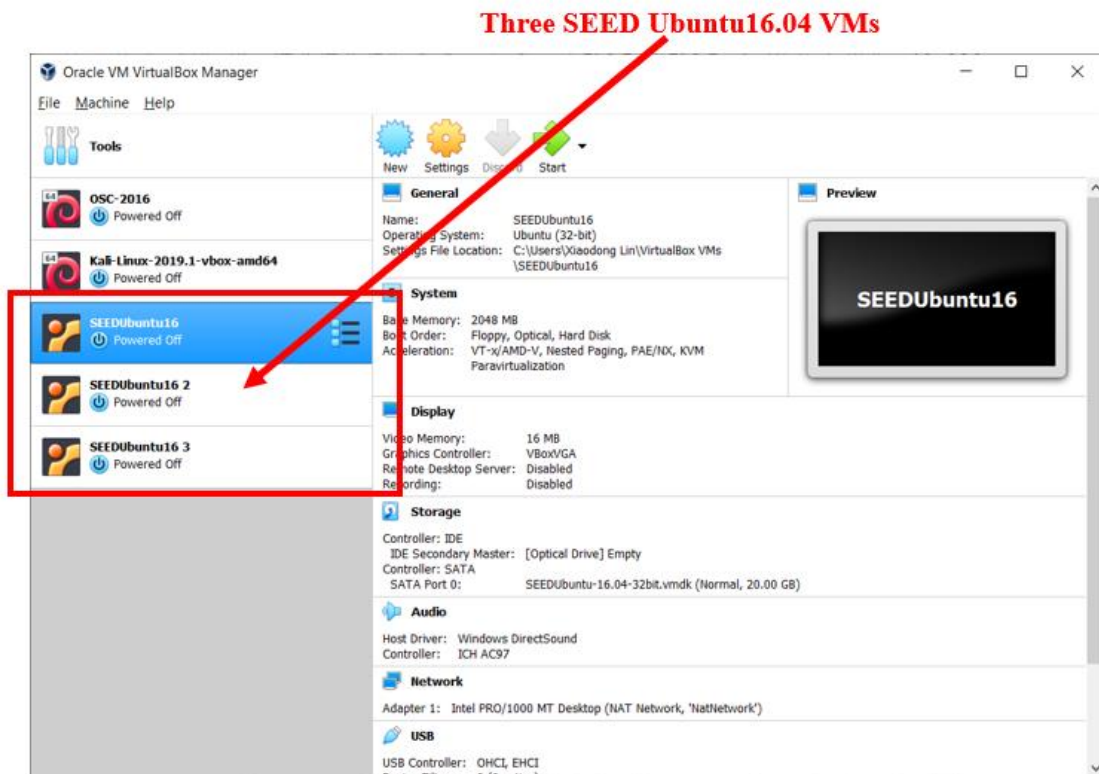 Three SEED Ubuntu16.04 VMs
Oracle VM VirtualBox Manager
File Machine Help
Tools
New Settings Start
64 OSC-2016
Powered Off
64 Kali-Linux-2019.1-vbox-amd64
Powered Off
SEEDUbuntu16
Powered Off
SEEDUbuntu16 2
Powered Off
SEEDUbuntu16 3
Powered Off
General
Name: SEEDUbuntu16
Operating System: Ubuntu (32-bit)
Settings File Location: C:\Users\Xiaodong Lin\VirtualBox VMs
\SEEDUbuntu16
Preview
SEEDUbuntu16
System
Base Memory: 2048 MB
Boot Order: Floppy, Optical, Hard Disk
Acceleration: VT-x/AMD-V, Nested Paging, PAE/NX, KVM
Paravirtualization
Display
Video Memory: 16 MB
Graphics Controller: VBoxVGA
Remote Desktop Server: Disabled
Recording: Disabled
Storage
Controller: IDE
IDE Secondary Master: [Optical Drive] Empty
Controller: SATA
SATA Port 0: SEEDUbuntu-16.04-32bit.vmdk (Normal, 20.00 GB)
Audio
Host Driver: Windows DirectSound
Controller: ICH AC97
Network
Adapter 1: Intel PRO/1000 MT Desktop (NAT Network, 'NatNetwork')
USB
USB Controller: OHCI, EHCI